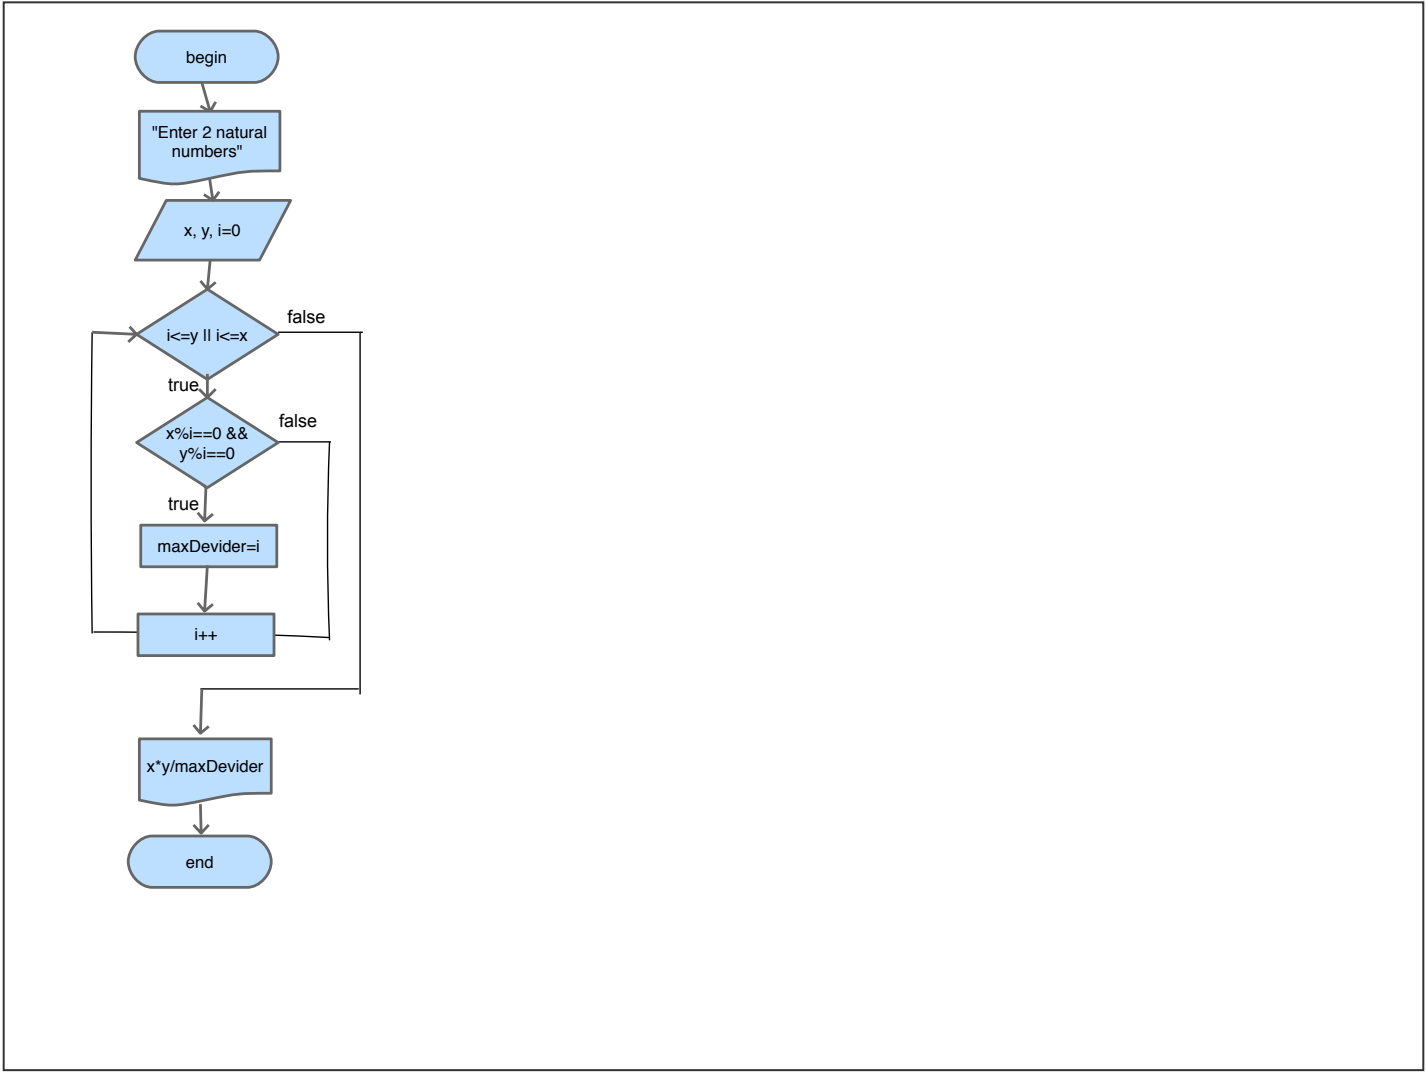 begin
"Enter 2 natural
numbers"
x, y, i=0
i<=y || i<=x
false
true
x%i==0 &&
y%i==0
false
true
maxDevider=i
i++
x*y/maxDevider
end